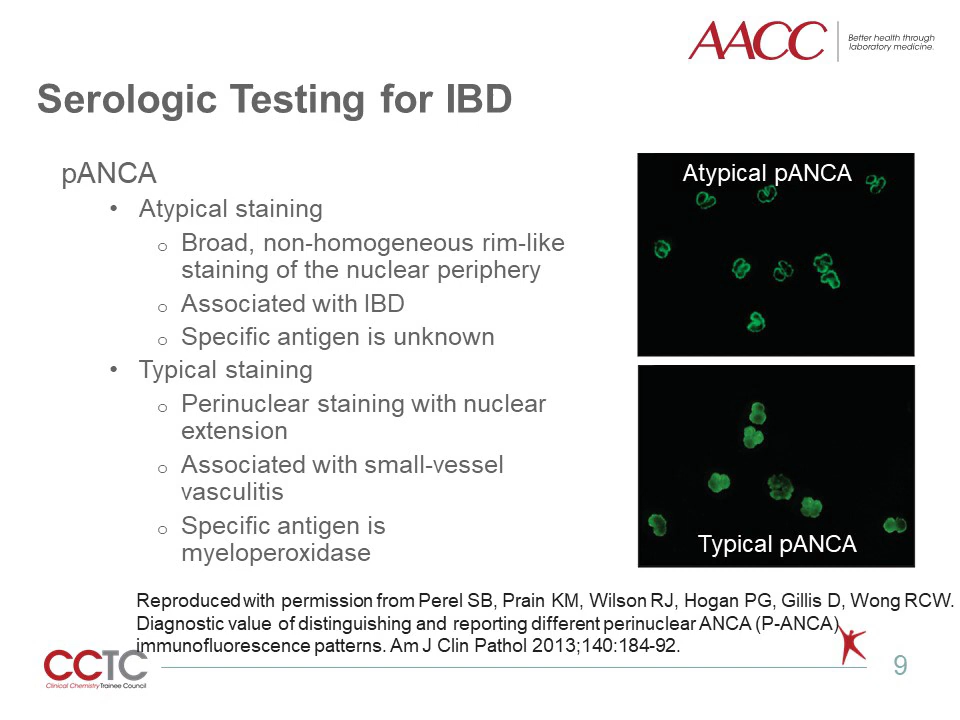 AACC
Better health through
laboratory medicine.
Serologic Testing for IBD
pANCA
• Atypical staining
o Broad, non-homogeneous rim-like
staining of the nuclear periphery
o Associated with IBD
o Specific antigen is unknown
• Typical staining
o Perinuclear staining with nuclear
extension
o Associated with small-vessel
vasculitis
o Specific antigen is
myeloperoxidase
Atypical pANCA
Typical pANCA
Reproduced with permission from Perel SB, Prain KM, Wilson RJ, Hogan PG, Gillis D, Wong RCW.
Diagnostic value of distinguishing and reporting different perinuclear ANCA (P-ANCA)
immunofluorescence patterns. Am J Clin Pathol 2013;140:184-92.
CCTC
Clinical Chemistry Trainee Council
9